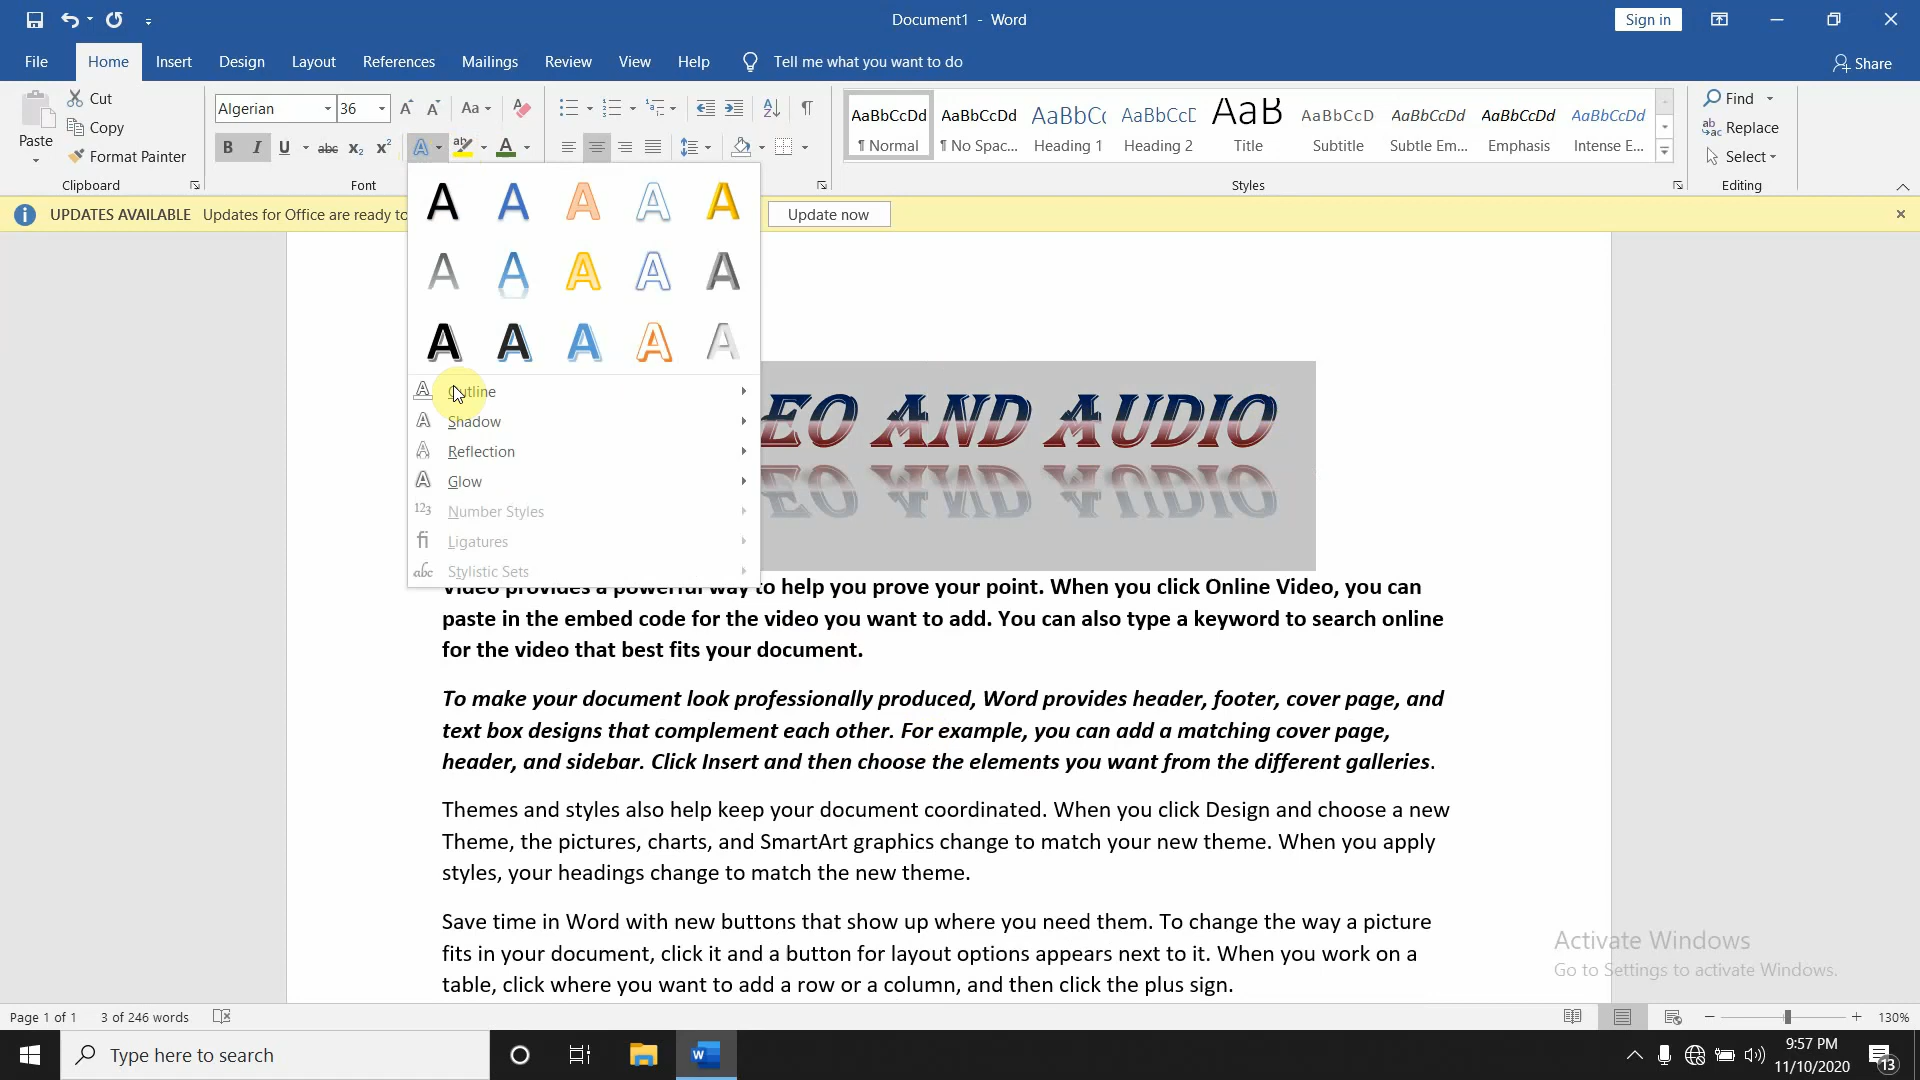 Document1 - Word
Sign in
File Home Insert Design Layout References Mailings Review View Help Tell me what you want to do
Share
Paste
Cut
Copy
Format Painter
Clipboard
Algerian 36 Aa
B I U abc X₂ X² A ab A
Font
AaBbCcDd AaBbCcDd AaBbCc AaBbCcD AaB AaBbCcD AaBbCcDd AaBbCcDd AaBbCcDd
¶ Normal ¶ No Spac... Heading 1 Heading 2 Title Subtitle Subtle Em... Emphasis Intense E...
Styles
Find
Replace
Select
Editing
UPDATES AVAILABLE Updates for Office are ready to
Update now
A A A A A
A A A A A
A A A A A
Outline
Shadow
Reflection
Glow
123 Number Styles
fi Ligatures
abc Stylistic Sets
EO AND AUDIO
Video provides a powerful way to help you prove your point. When you click Online Video, you can
paste in the embed code for the video you want to add. You can also type a keyword to search online
for the video that best fits your document.
To make your document look professionally produced, Word provides header, footer, cover page, and
text box designs that complement each other. For example, you can add a matching cover page,
header, and sidebar. Click Insert and then choose the elements you want from the different galleries.
Themes and styles also help keep your document coordinated. When you click Design and choose a new
Theme, the pictures, charts, and SmartArt graphics change to match your new theme. When you apply
styles, your headings change to match the new theme.
Save time in Word with new buttons that show up where you need them. To change the way a picture
fits in your document, click it and a button for layout options appears next to it. When you work on a
table, click where you want to add a row or a column, and then click the plus sign.
Activate Windows
Go to Settings to activate Windows.
Page 1 of 1 3 of 246 words
130%
Type here to search
9:57 PM
11/10/2020
13